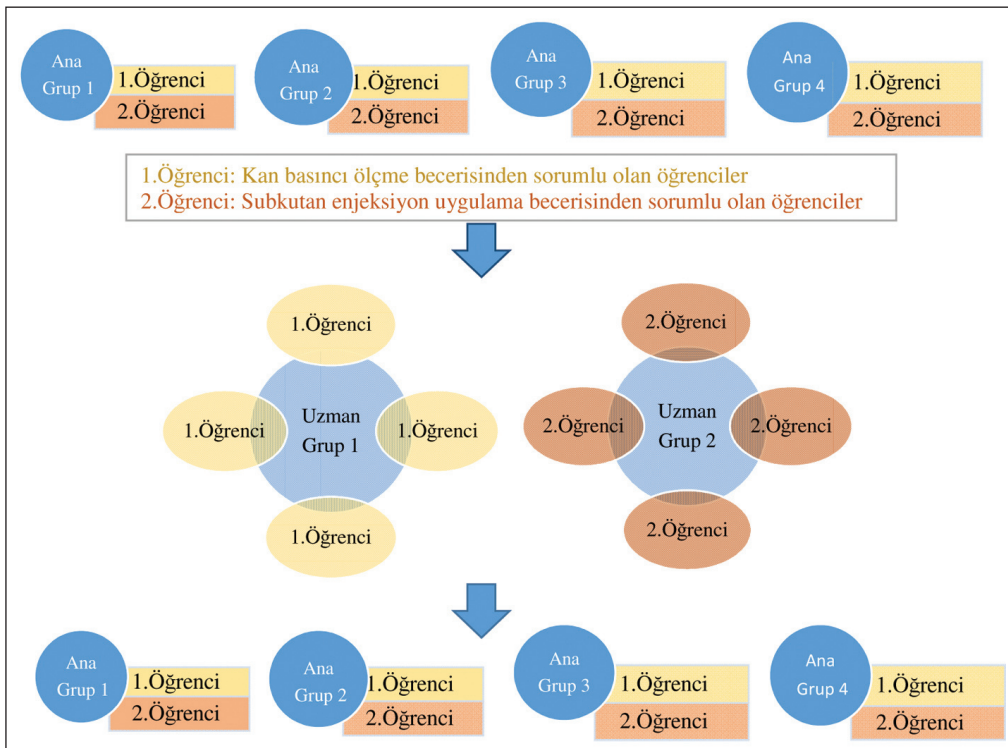 Ana
Grup 1
1.Öğrenci
2.Öğrenci
Ana
Grup 2
1.Öğrenci
2.Öğrenci
Ana
Grup 3
1.Öğrenci
2.Öğrenci
Ana
Grup 4
1.Öğrenci
2.Öğrenci
1.Öğrenci: Kan basıncı ölçme becerisinden sorumlu olan öğrenciler
2.Öğrenci: Subkutan enjeksiyon uygulama becerisinden sorumlu olan öğrenciler
1.Öğrenci
1.Öğrenci
Uzman
Grup 1
1.Öğrenci
1.Öğrenci
2.Öğrenci
2.Öğrenci
Uzman
Grup 2
2.Öğrenci
2.Öğrenci
Ana
Grup 1
1.Öğrenci
2.Öğrenci
Ana
Grup 2
1.Öğrenci
2.Öğrenci
Ana
Grup 3
1.Öğrenci
2.Öğrenci
Ana
Grup 4
1.Öğrenci
2.Öğrenci